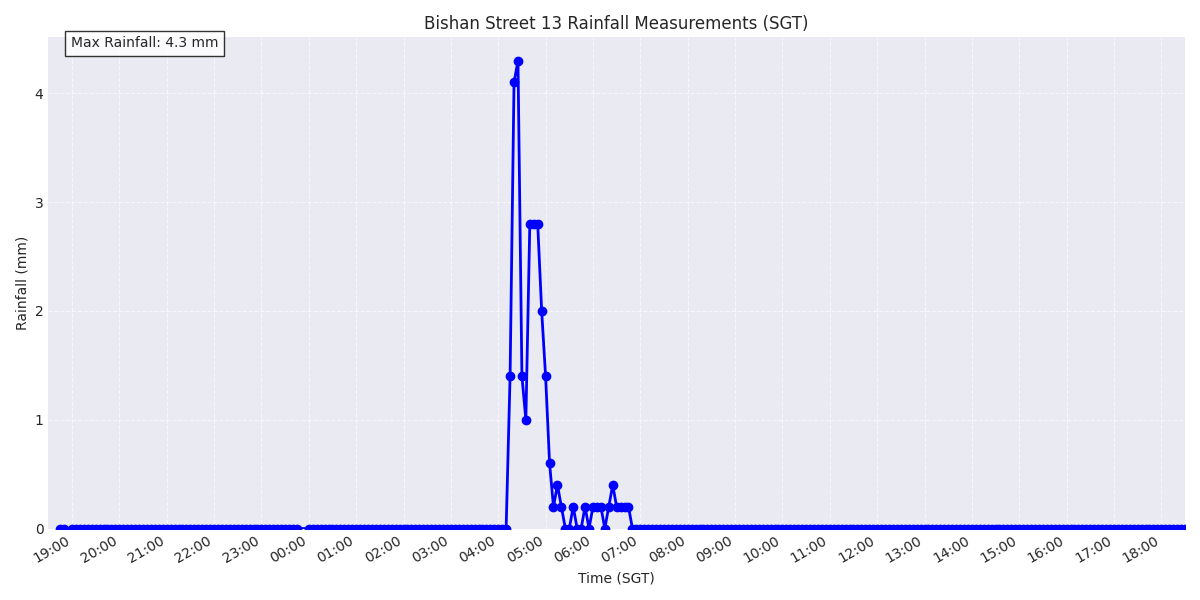 Bishan Street 13 Rainfall Measurements (SGT)
Max Rainfall: 4.3 mm
Rainfall (mm)
4
3
2
1
0
19:00 20:00 21:00 22:00 23:00 00:00 01:00 02:00 03:00 04:00 05:00 06:00 07:00 08:00 09:00 10:00 11:00 12:00 13:00 14:00 15:00 16:00 17:00 18:00
Time (SGT)